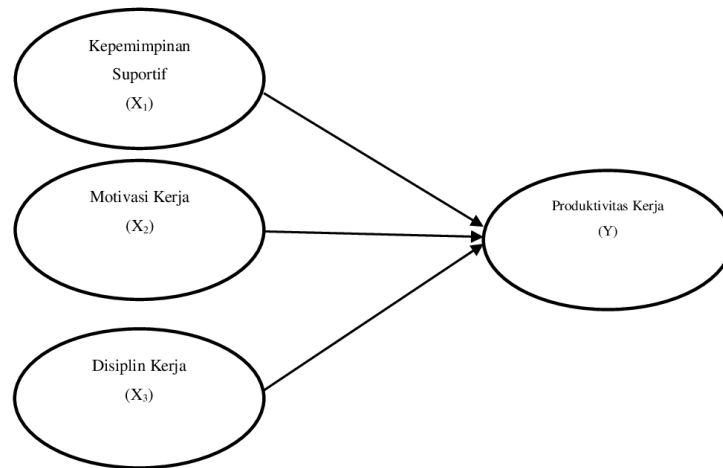 Kepemimpinan
Suportif
(X₁)
Motivasi Kerja
(X₂)
Produktivitas Kerja
(Y)
Disiplin Kerja
(X₃)